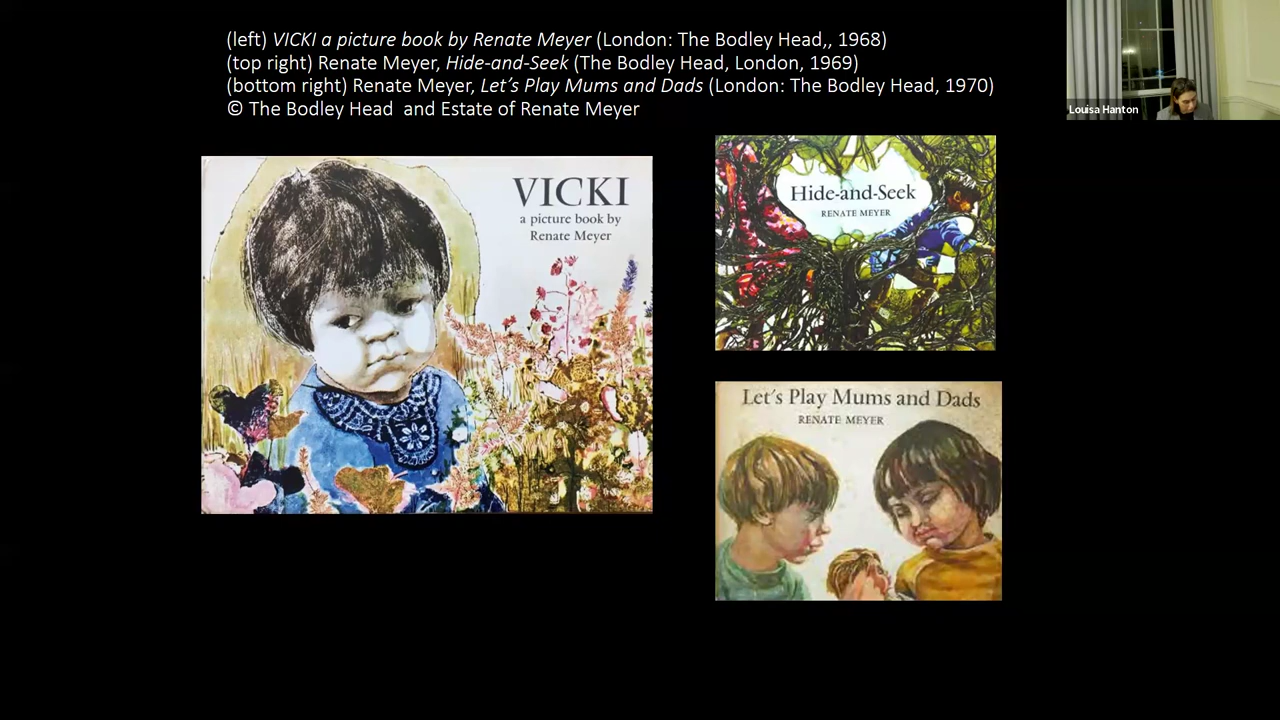 (left) VICKI a picture book by Renate Meyer (London: The Bodley Head,, 1968)
(top right) Renate Meyer, Hide-and-Seek (The Bodley Head, London, 1969)
(bottom right) Renate Meyer, Let’s Play Mums and Dads (London: The Bodley Head, 1970)
© The Bodley Head  and Estate of Renate Meyer
Louisa Hanton
VICKI
a picture book by
Renate Meyer
Hide-and-Seek
RENATE MEYER
Let's Play Mums and Dads
RENATE MEYER